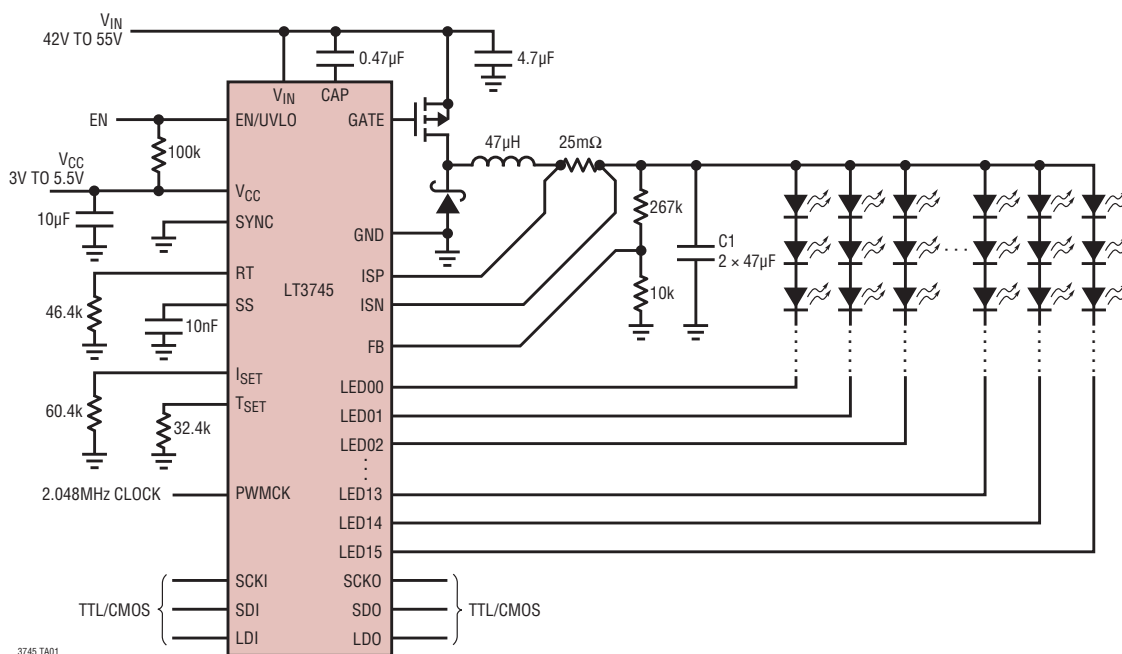 VIN
42V TO 55V
0.47µF
4.7µF
VIN
CAP
EN
EN/UVLO
GATE
100k
47µH
25mΩ
VCC
3V TO 5.5V
VCC
10µF
SYNC
267k
GND
C1
2 × 47µF
RT
ISP
LT3745
10k
46.4k
SS
ISN
10nF
FB
ISET
LED00
60.4k
TSET
LED01
32.4k
LED02
2.048MHz CLOCK
PWMCK
LED13
LED14
LED15
SCKI
SCKO
TTL/CMOS
SDI
SDO
TTL/CMOS
LDI
LDO
3745 TA01